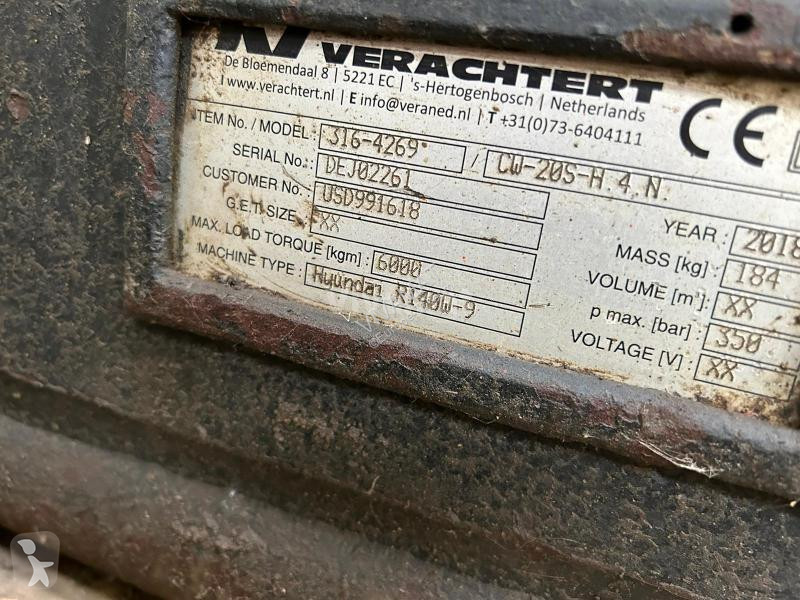 VERACHTERT
De Bloemendaal 8 | 5221 EC | 's-Hertogenbosch | Netherlands
I www.verachtert.nl | E info@veraned.nl | T +31(0)73-6404111
CE
ITEM No. / MODEL : 316-4269 / CW-20S-H.4.N.
SERIAL No.: DEJ02261
CUSTOMER No. USD991618
G.E.T. SIZE : XX
MAX. LOAD TORQUE [kgm] : 6000
MACHINE TYPE : Hyundai R140W-9
YEAR : 2018
MASS [kg] : 184
VOLUME [m³] : XX
p max. [bar] : 350
VOLTAGE [V] : XX